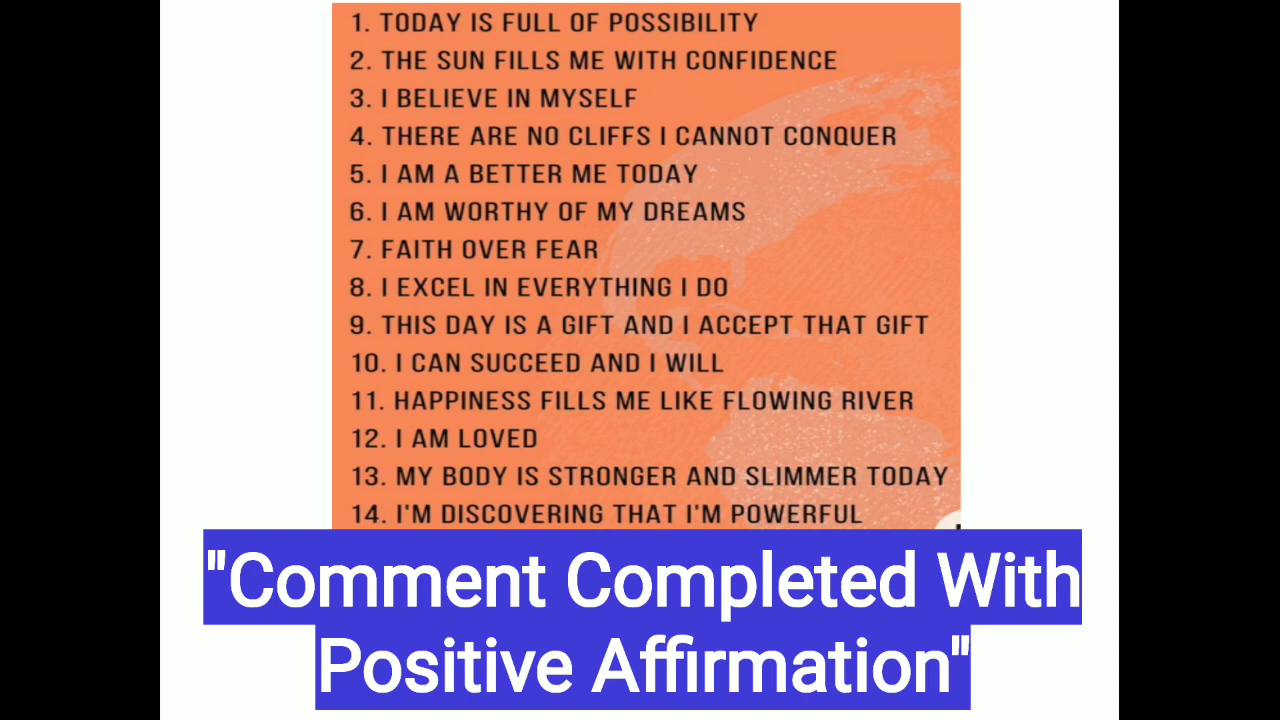 1. TODAY IS FULL OF POSSIBILITY
2. THE SUN FILLS ME WITH CONFIDENCE
3. I BELIEVE IN MYSELF
4. THERE ARE NO CLIFFS I CANNOT CONQUER
5. I AM A BETTER ME TODAY
6. I AM WORTHY OF MY DREAMS
7. FAITH OVER FEAR
8. I EXCEL IN EVERYTHING I DO
9. THIS DAY IS A GIFT AND I ACCEPT THAT GIFT
10. I CAN SUCCEED AND I WILL
11. HAPPINESS FILLS ME LIKE FLOWING RIVER
12. I AM LOVED
13. MY BODY IS STRONGER AND SLIMMER TODAY
14. I'M DISCOVERING THAT I'M POWERFUL
"Comment Completed With
Positive Affirmation"